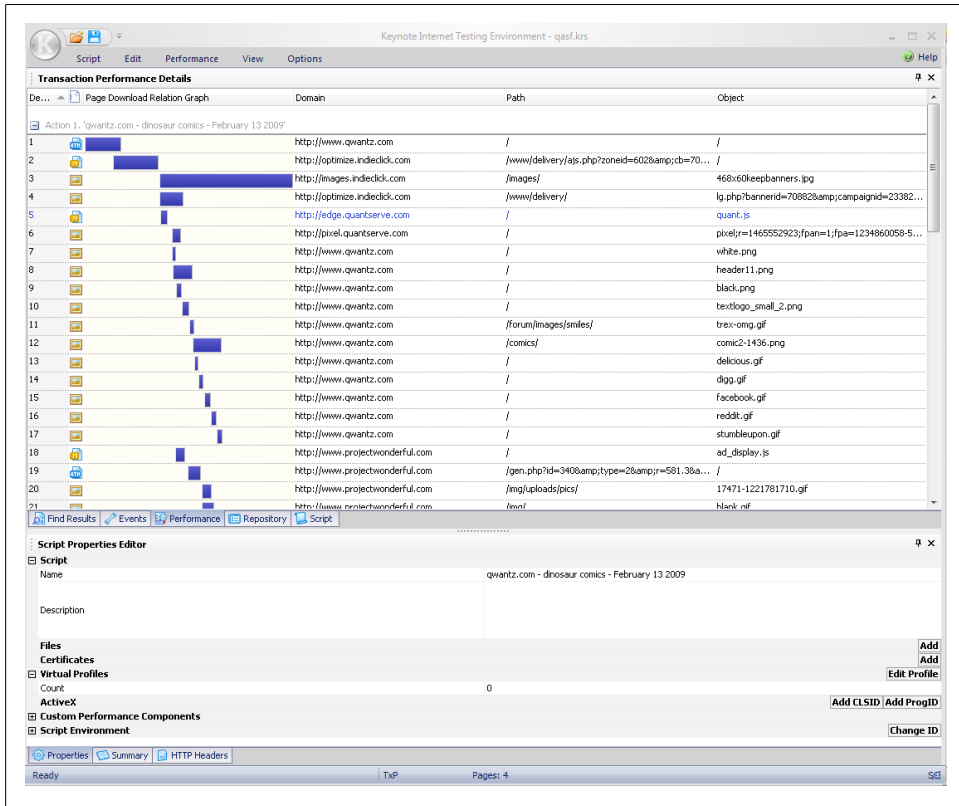 K
Keynote Internet Testing Environment - qasf.krs
Script Edit Performance View Options Help
Transaction Performance Details
De... Page Download Relation Graph Domain Path Object
Action 1. 'qwantz.com - dinosaur comics - February 13 2009'
1 http://www.qwantz.com / /
2 http://optimize.indieclick.com /www/delivery/ajs.php?zoneid=602&amp;cb=70... /
3 http://images.indieclick.com /images/ 468x60keepbanners.jpg
4 http://optimize.indieclick.com /www/delivery/ lg.php?bannerid=70882&amp;campaignid=23382...
5 http://edge.quantserve.com / quant.js
6 http://pixel.quantserve.com / pixel;r=1465552923;fpan=1;fpa=1234860058-5...
7 http://www.qwantz.com / white.png
8 http://www.qwantz.com / header11.png
9 http://www.qwantz.com / black.png
10 http://www.qwantz.com / textlogo_small_2.png
11 http://www.qwantz.com /forum/images/smiles/ trex-omg.gif
12 http://www.qwantz.com /comics/ comic2-1436.png
13 http://www.qwantz.com / delicious.gif
14 http://www.qwantz.com / digg.gif
15 http://www.qwantz.com / facebook.gif
16 http://www.qwantz.com / reddit.gif
17 http://www.qwantz.com / stumbleupon.gif
18 http://www.projectwonderful.com / ad_display.js
19 http://www.projectwonderful.com /gen.php?id=340&amp;type=2&amp;r=581.3&a... /
20 http://www.projectwonderful.com /img/uploads/pics/ 17471-1221781710.gif
21 http://www.projectwonderful.com /img/ blank.gif
Find Results Events Performance Repository Script
Script Properties Editor
Script
Name qwantz.com - dinosaur comics - February 13 2009
Description
Files Add
Certificates Add
Virtual Profiles Edit Profile
Count 0
ActiveX Add CLSID Add ProgID
Custom Performance Components
Script Environment Change ID
Properties Summary HTTP Headers
Ready TxP Pages: 4